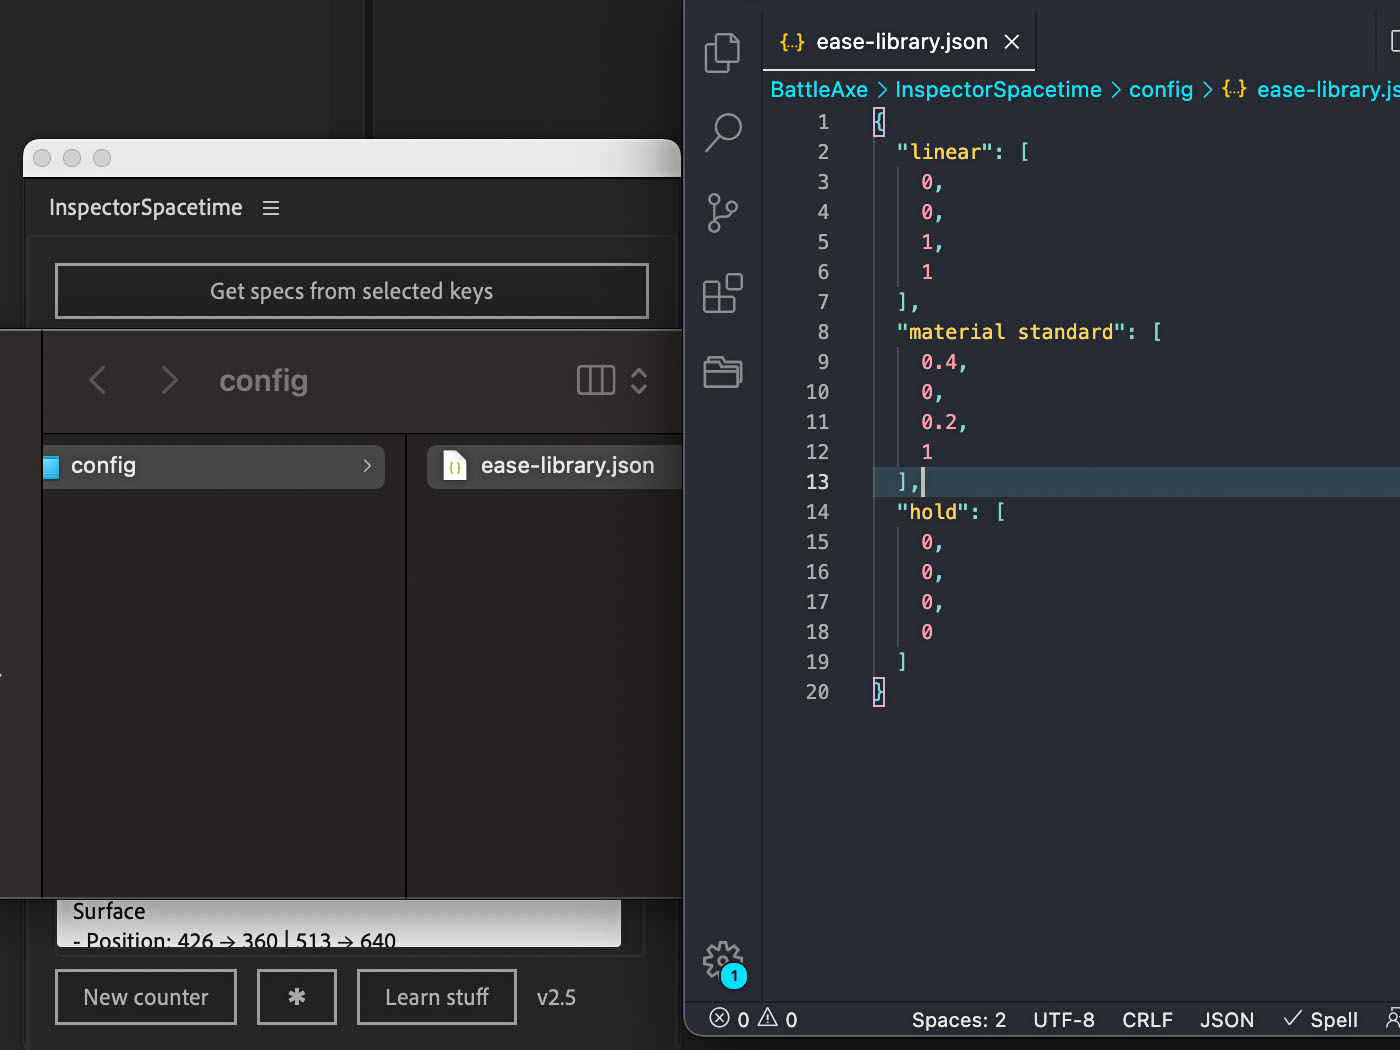 InspectorSpacetime
Get specs from selected keys
config
config
ease-library.json
Surface
- Position: 426 → 360 | 513 → 640
New counter
*
Learn stuff
v2.5
{..} ease-library.json
BattleAxe > InspectorSpacetime > config > {..} ease-library.js
1 {
2 "linear": [
3 0,
4 0,
5 1,
6 1
7 ],
8 "material standard": [
9 0.4,
10 0,
11 0.2,
12 1
13 ],
14 "hold": [
15 0,
16 0,
17 0,
18 0
19 ]
20 }
1
0 0 Spaces: 2 UTF-8 CRLF JSON Spell